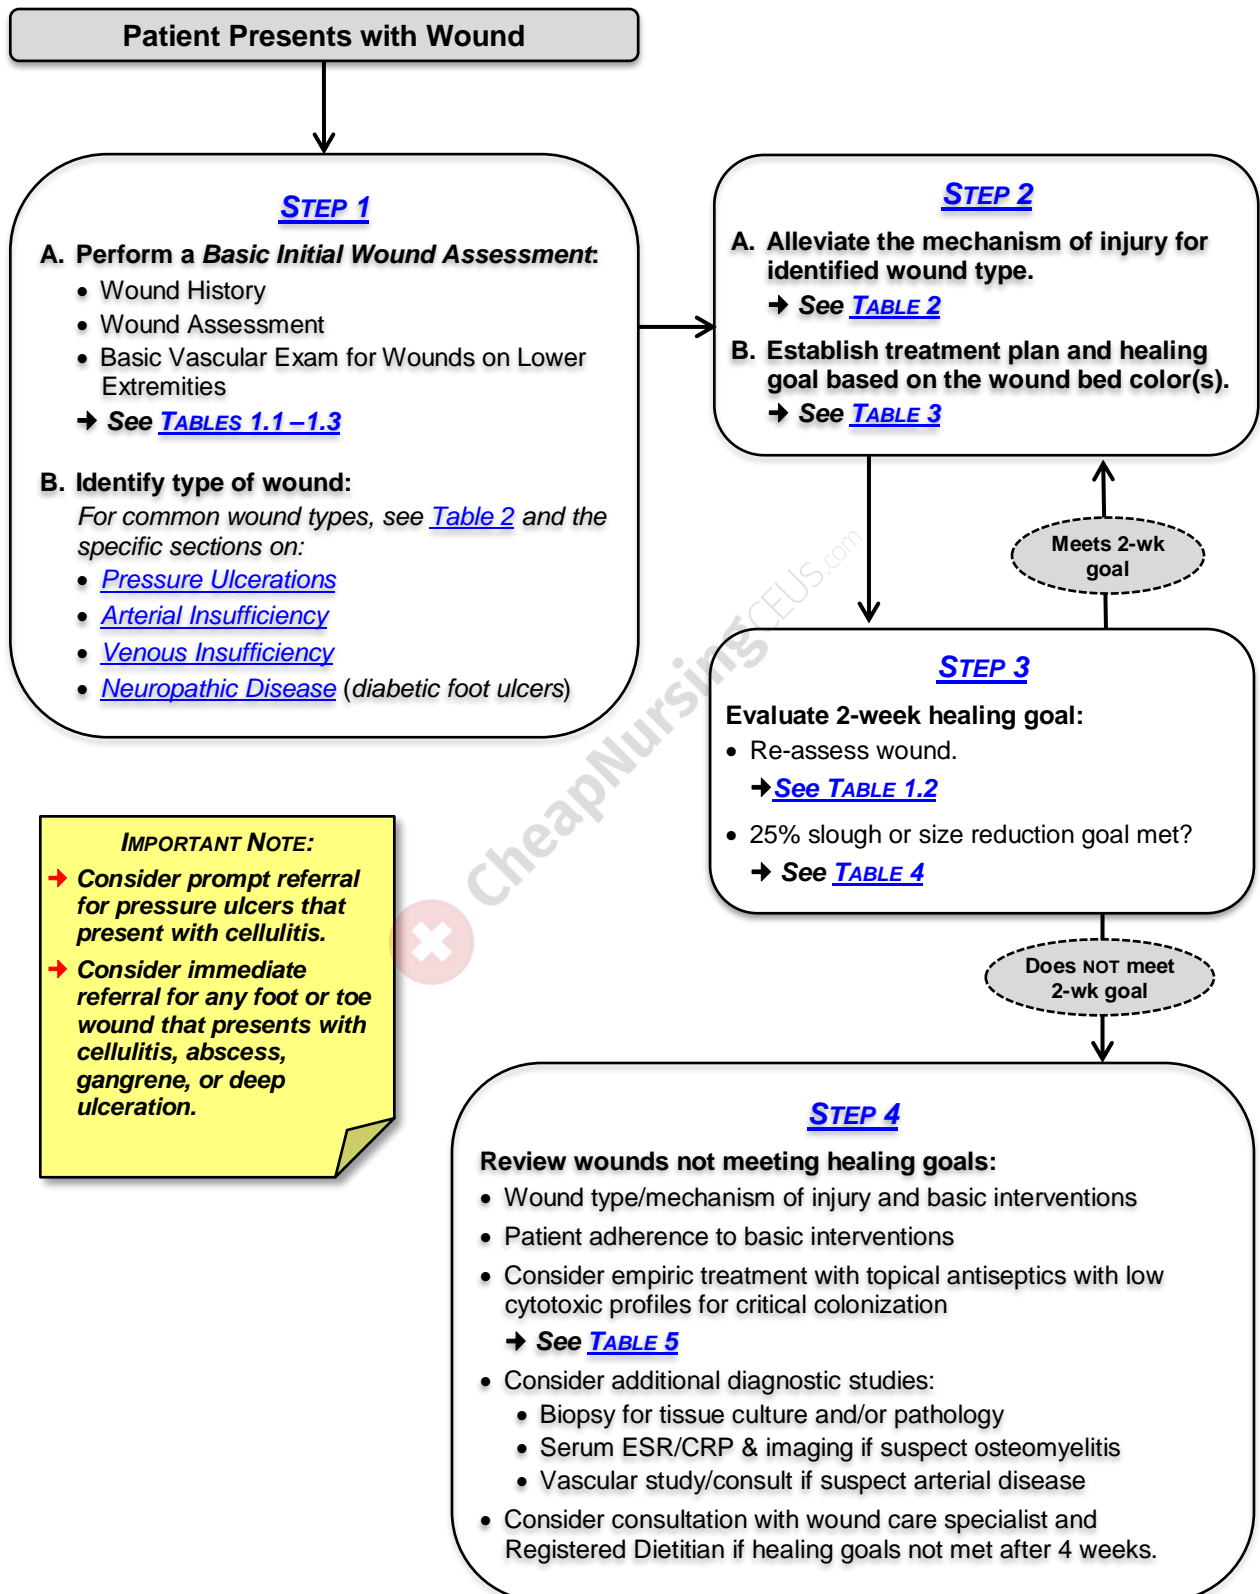 Patient Presents with Wound
STEP 1
A. Perform a Basic Initial Wound Assessment:
• Wound History
• Wound Assessment
• Basic Vascular Exam for Wounds on Lower
Extremities
➔ See TABLES 1.1 –1.3
B. Identify type of wound:
For common wound types, see Table 2 and the
specific sections on:
• Pressure Ulcerations
• Arterial Insufficiency
• Venous Insufficiency
• Neuropathic Disease (diabetic foot ulcers)
STEP 2
A. Alleviate the mechanism of injury for
identified wound type.
➔ See TABLE 2
B. Establish treatment plan and healing
goal based on the wound bed color(s).
➔ See TABLE 3
Meets 2-wk
goal
STEP 3
Evaluate 2-week healing goal:
• Re-assess wound.
➔See TABLE 1.2
• 25% slough or size reduction goal met?
➔ See TABLE 4
IMPORTANT NOTE:
➔ Consider prompt referral
for pressure ulcers that
present with cellulitis.
➔ Consider immediate
referral for any foot or toe
wound that presents with
cellulitis, abscess,
gangrene, or deep
ulceration.
Does NOT meet
2-wk goal
STEP 4
Review wounds not meeting healing goals:
• Wound type/mechanism of injury and basic interventions
• Patient adherence to basic interventions
• Consider empiric treatment with topical antiseptics with low
cytotoxic profiles for critical colonization
➔ See TABLE 5
• Consider additional diagnostic studies:
• Biopsy for tissue culture and/or pathology
• Serum ESR/CRP & imaging if suspect osteomyelitis
• Vascular study/consult if suspect arterial disease
• Consider consultation with wound care specialist and
Registered Dietitian if healing goals not met after 4 weeks.
CheapNursingCEUS.com